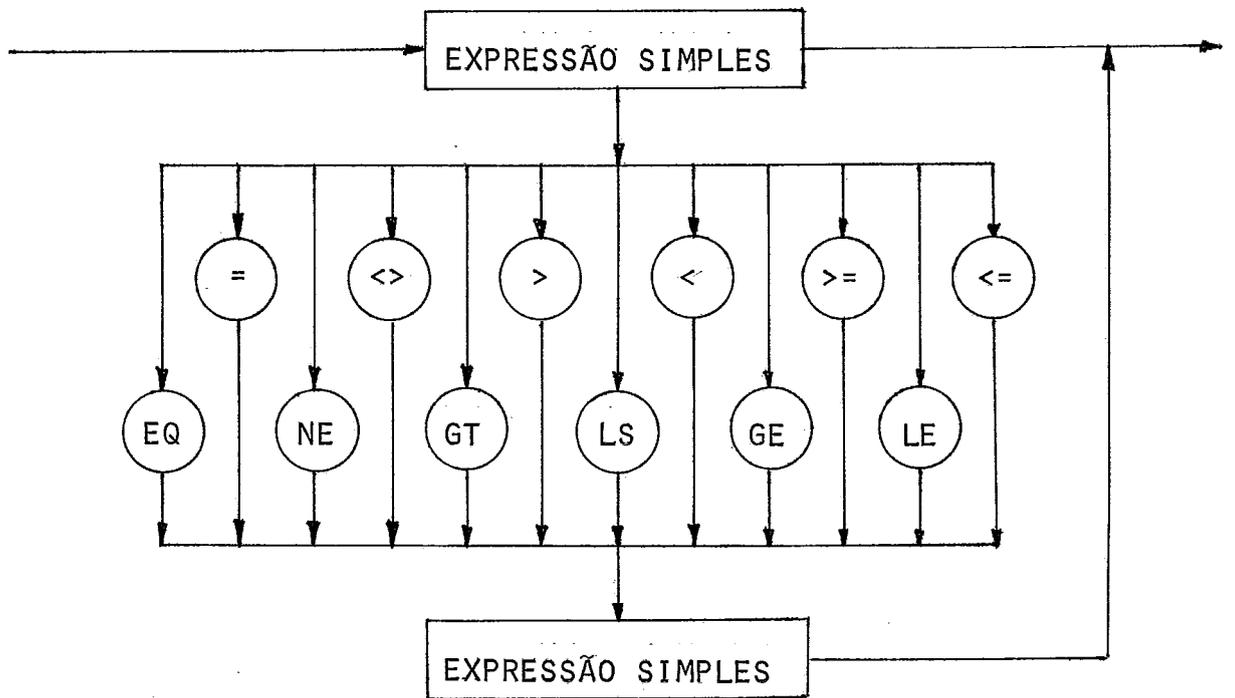 EXPRESSÃO SIMPLES
= <> > < >= <=
EQ NE GT LS GE LE
EXPRESSÃO SIMPLES